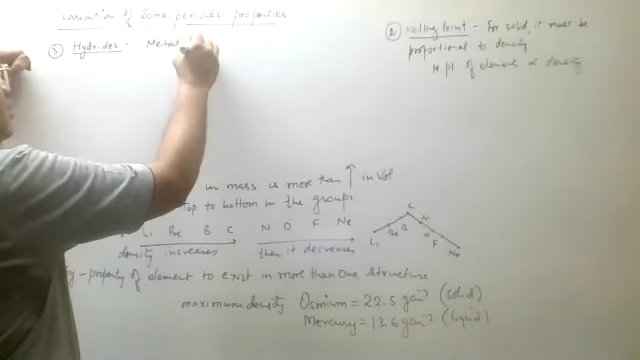 Variation of Some periodic properties
③ Hydrides - Metal
② Melting Point - For solid, it must be
proportional to density
M pt of elements α density
in mass is more than ↑ in Vol
Top to bottom in the groups
Li Be B C N O F Ne
density increases then it decreases
C
N
B O
Be F
Li Ne
property of element to exist in more than One structure
maximum density Osmium = 22.5 gcm⁻³ (solid)
Mercury = 13.6 gcm⁻³ (liquid)